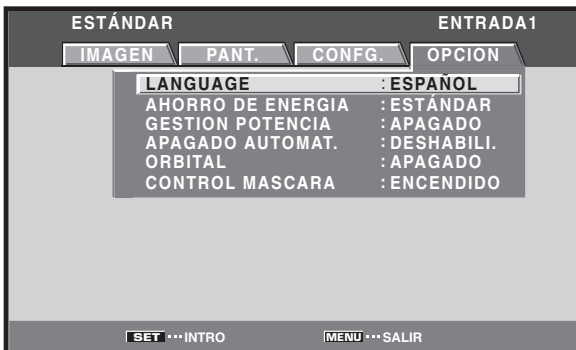 ESTÁNDAR ENTRADA1
IMAGEN PANT. CONFG. OPCION
LANGUAGE :ESPAÑOL
AHORRO DE ENERGIA :ESTÁNDAR
GESTION POTENCIA :APAGADO
APAGADO AUTOMAT. :DESHABILI.
ORBITAL :APAGADO
CONTROL MASCARA :ENCENDIDO
SET ···INTRO MENU ···SALIR